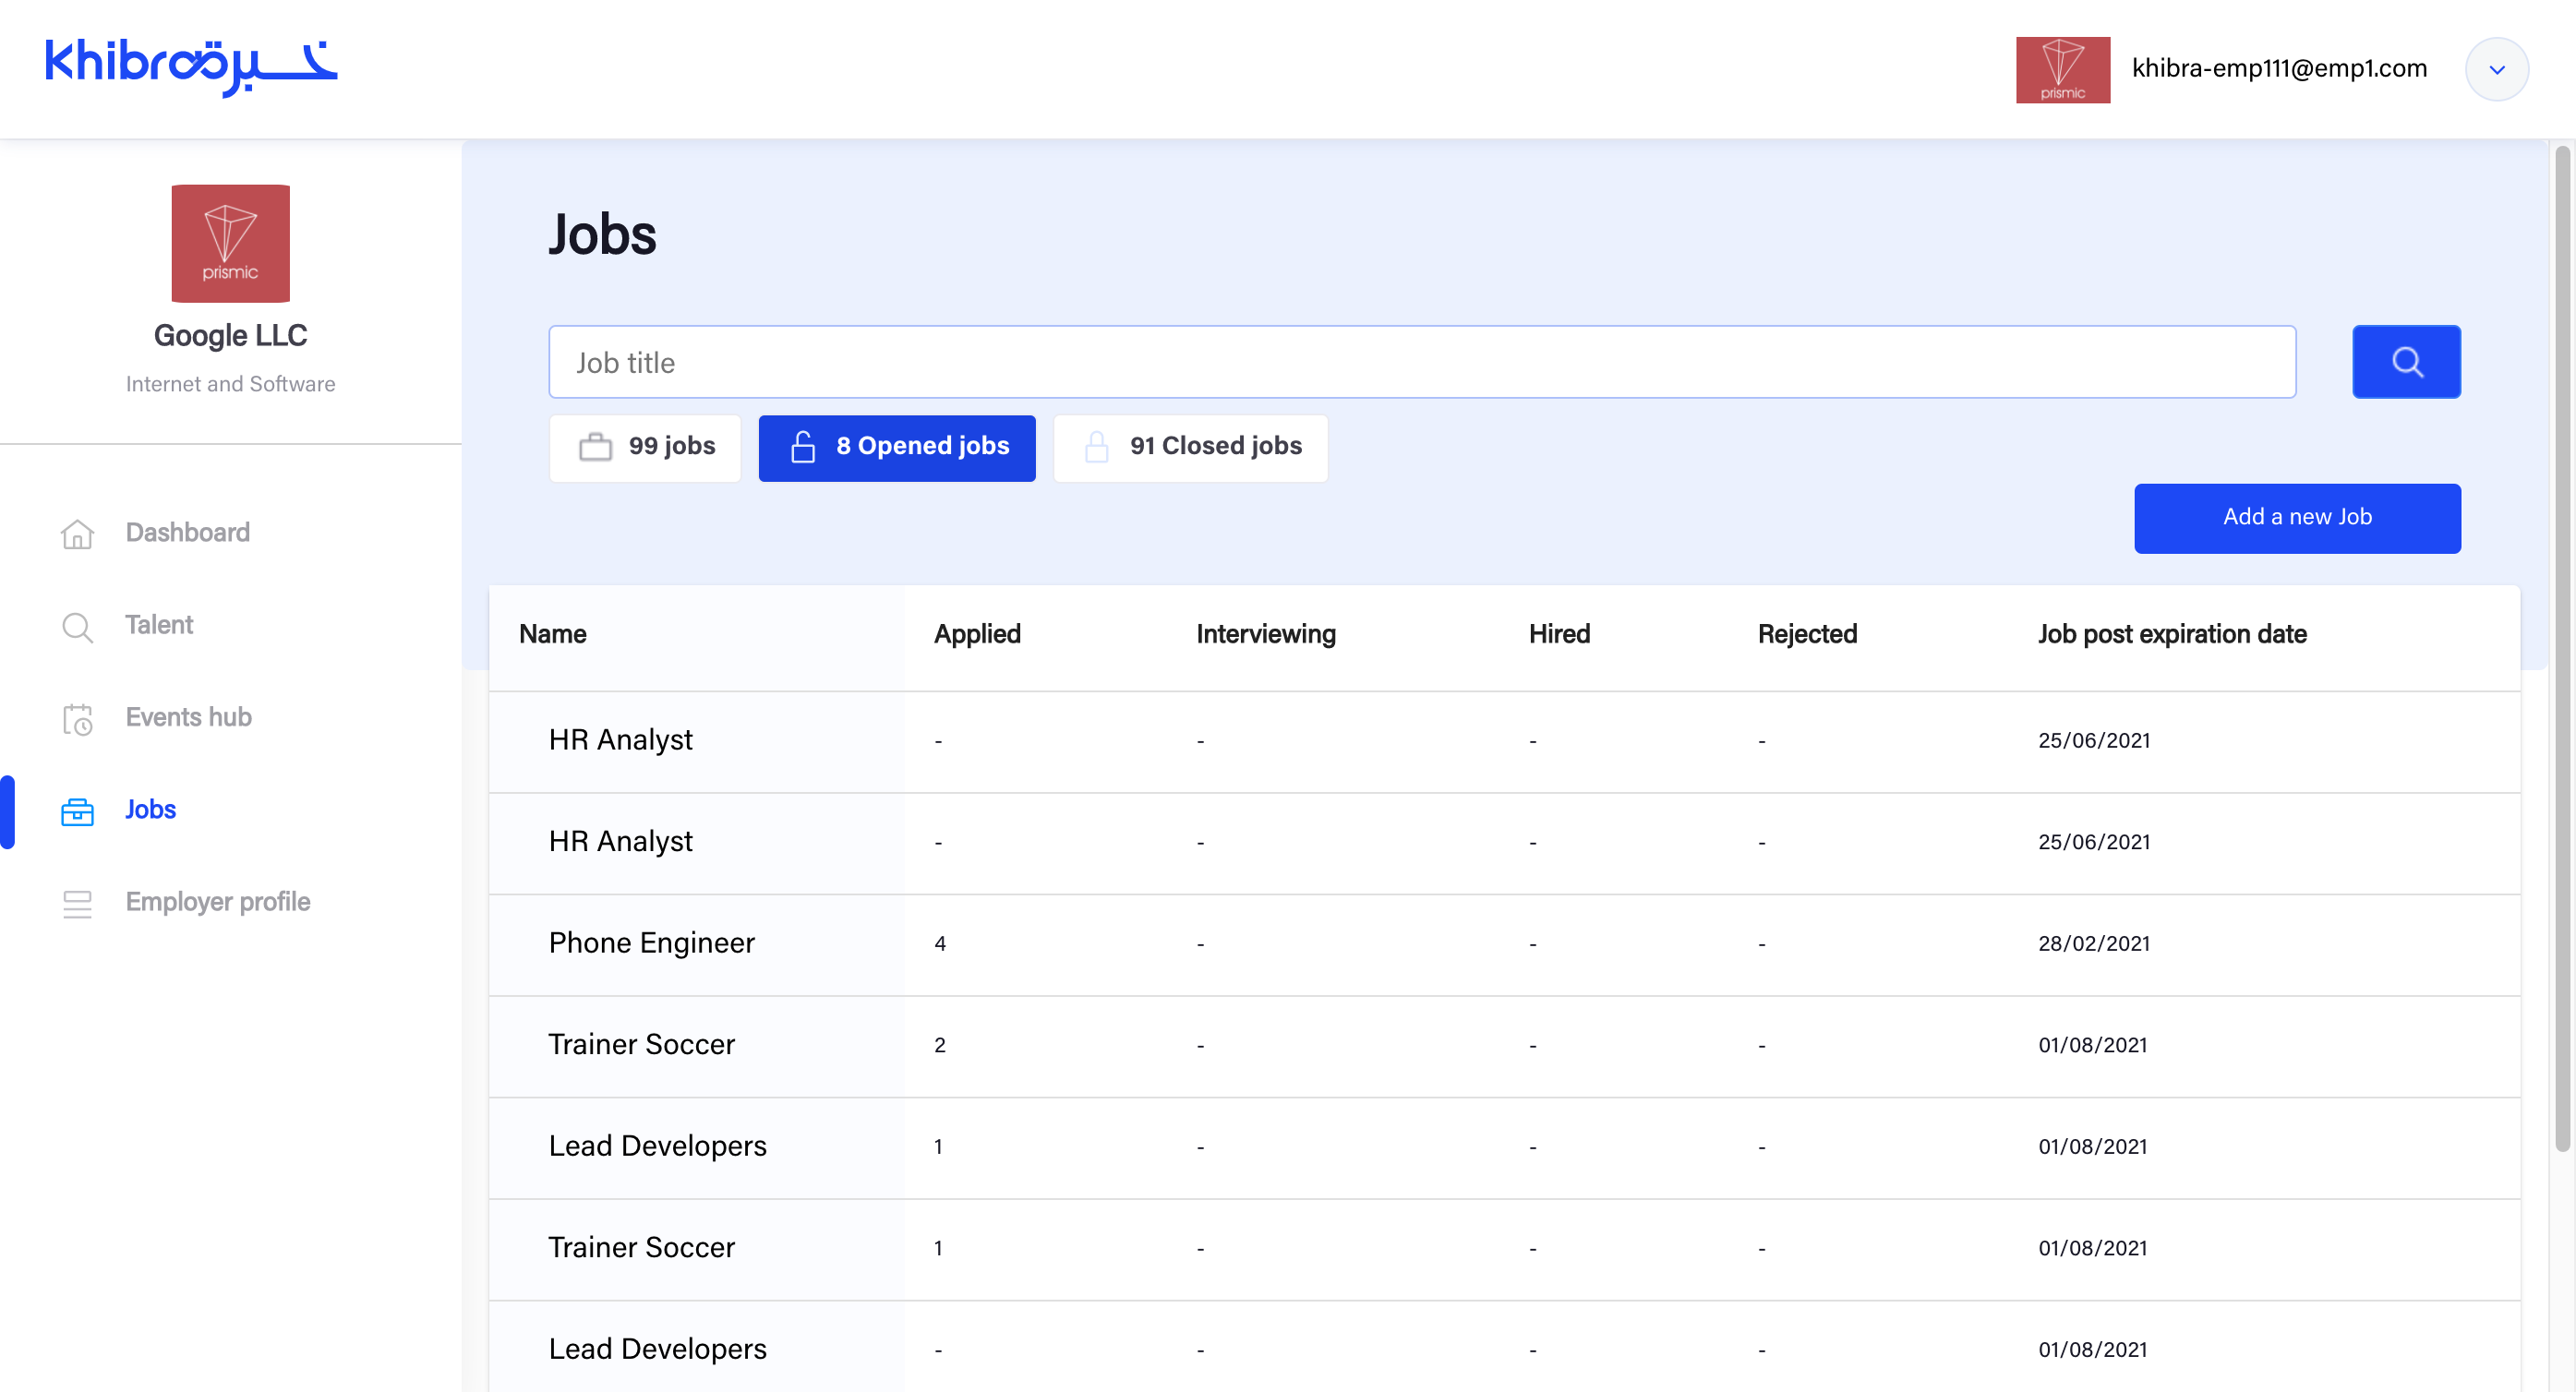 khibra خبرة
prismic
khibra-emp111@emp1.com
prismic
Google LLC
Internet and Software
Dashboard
Talent
Events hub
Jobs
Employer profile
Jobs
Job title
99 jobs 8 Opened jobs 91 Closed jobs
Add a new Job
Name Applied Interviewing Hired Rejected Job post expiration date
HR Analyst - - - - 25/06/2021
HR Analyst - - - - 25/06/2021
Phone Engineer 4 - - - 28/02/2021
Trainer Soccer 2 - - - 01/08/2021
Lead Developers 1 - - - 01/08/2021
Trainer Soccer 1 - - - 01/08/2021
Lead Developers - - - - 01/08/2021